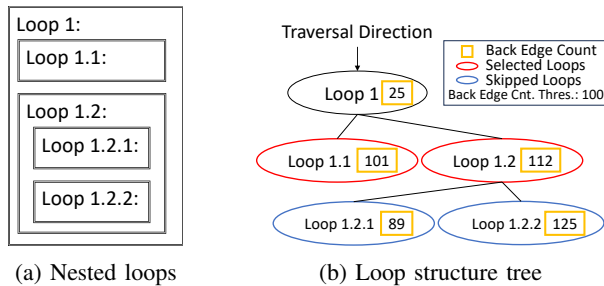 Loop 1:
Loop 1.1:
Loop 1.2:
Loop 1.2.1:
Loop 1.2.2:
(a) Nested loops
Traversal Direction
Back Edge Count
Selected Loops
Skipped Loops
Back Edge Cnt. Thres.: 100
Loop 1 25
Loop 1.1 101
Loop 1.2 112
Loop 1.2.1 89
Loop 1.2.2 125
(b) Loop structure tree